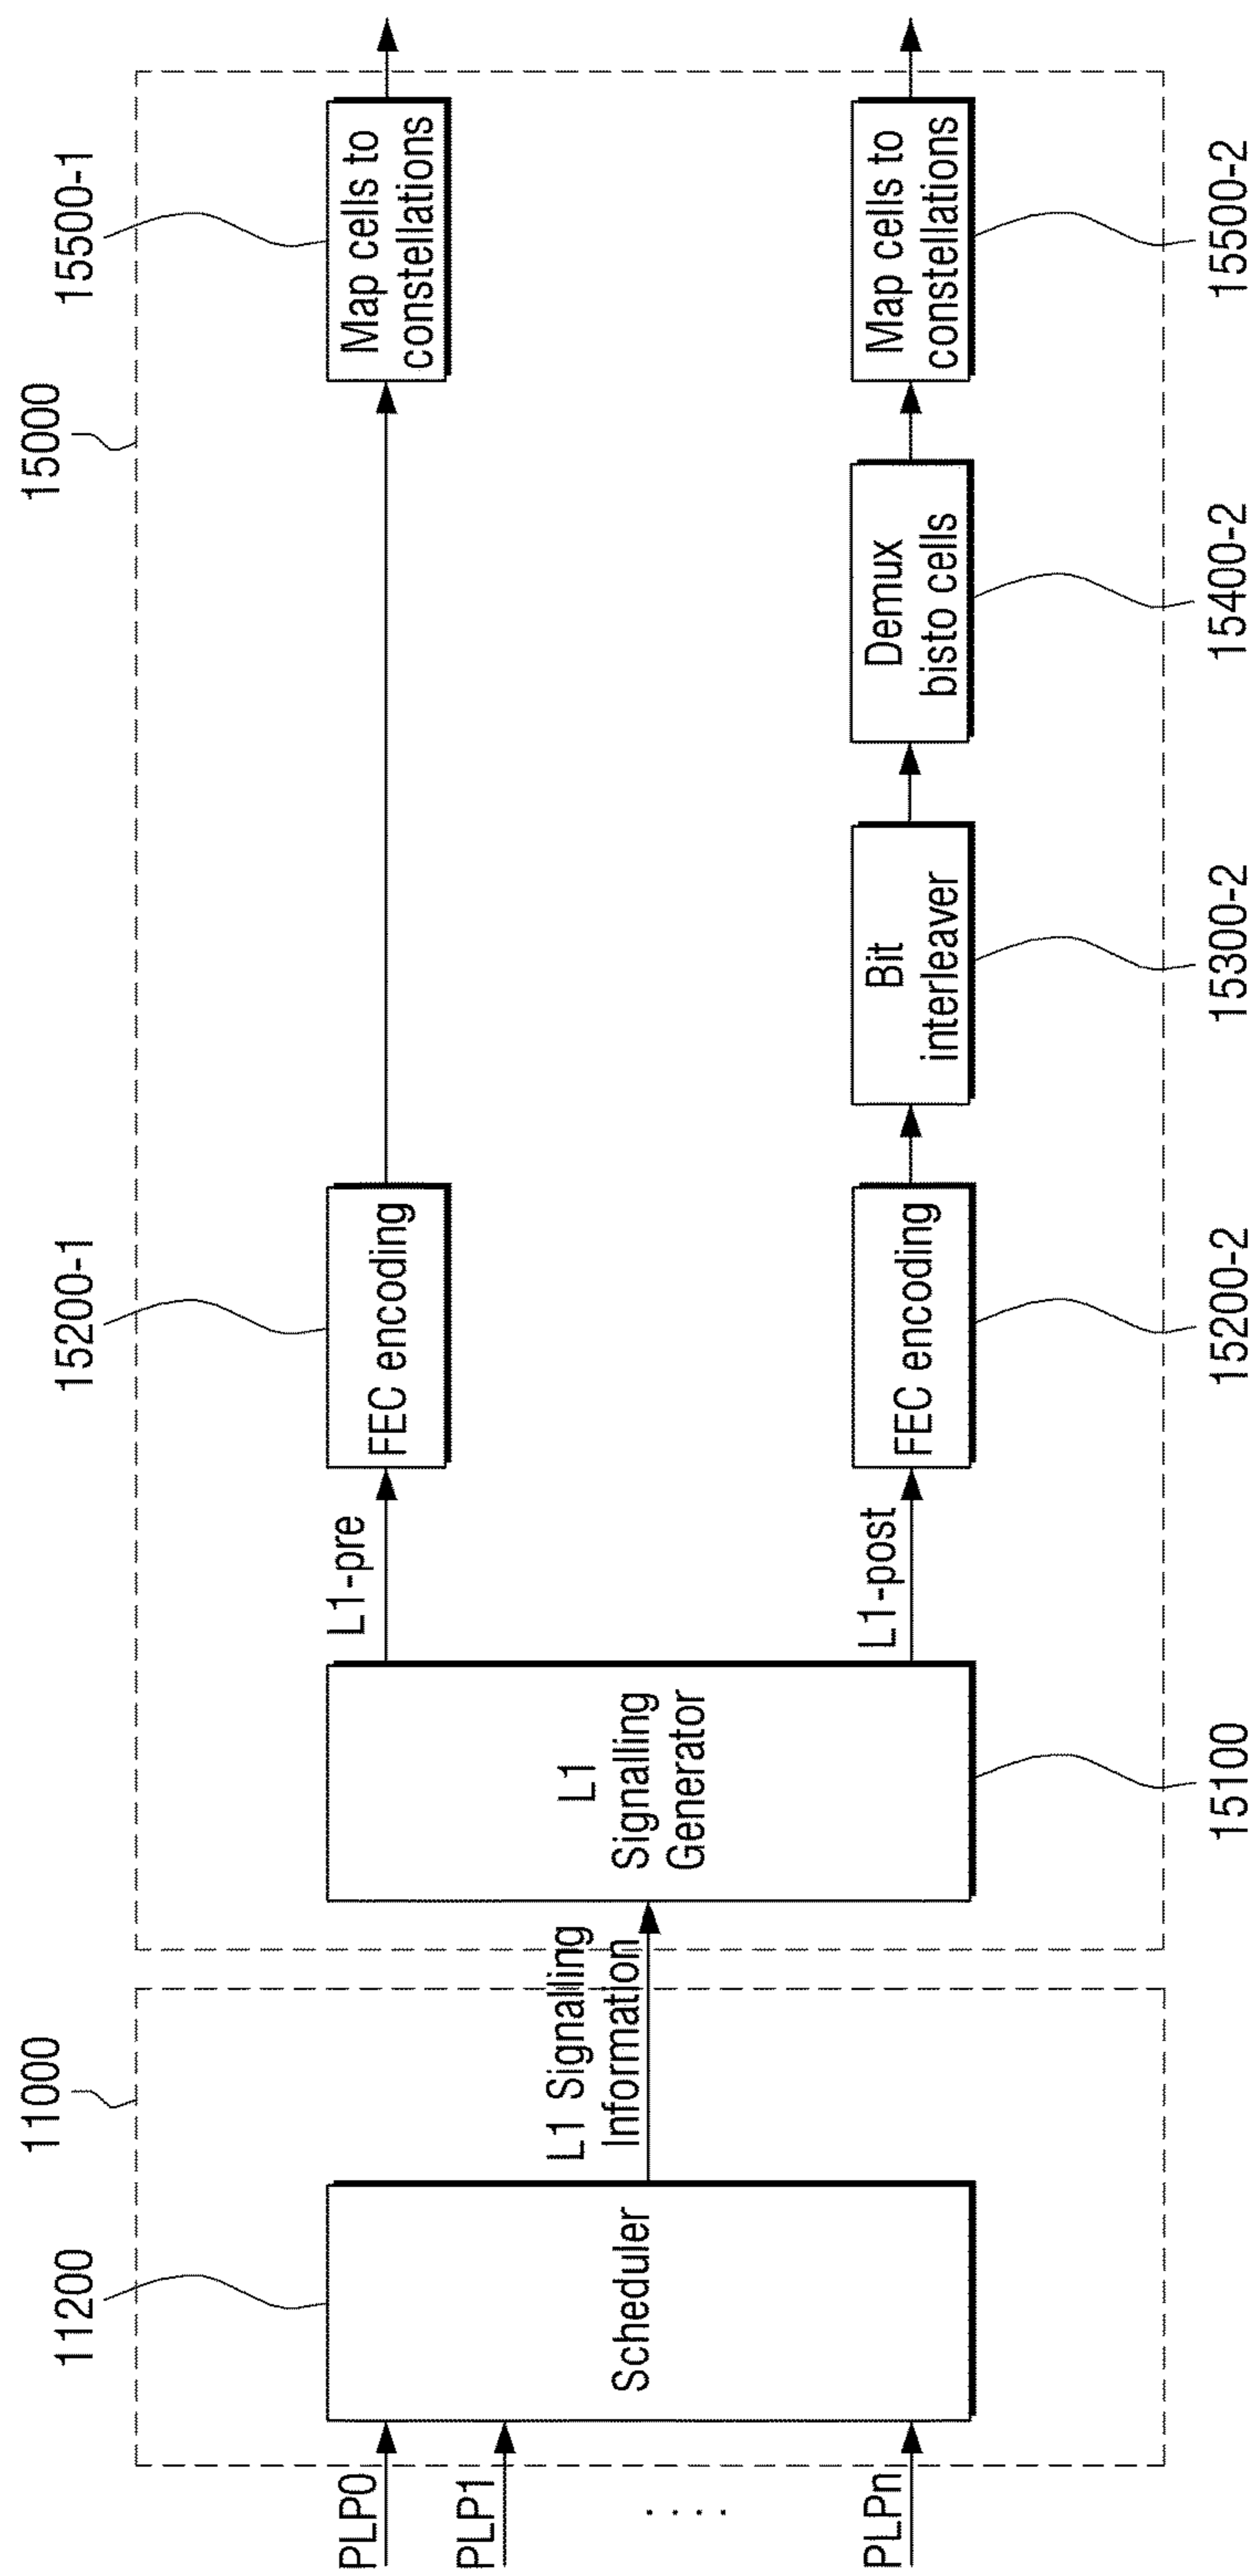 11000
15000
11200
15200-1
15500-1
PLP0
PLP1
. . . .
PLPn
Scheduler
L1 Signalling
Information
L1
Signalling
Generator
L1-pre
FEC encoding
Map cells to
constellations
L1-post
FEC encoding
Bit
interleaver
Demux
bisto cells
Map cells to
constellations
15100
15200-2
15300-2
15400-2
15500-2